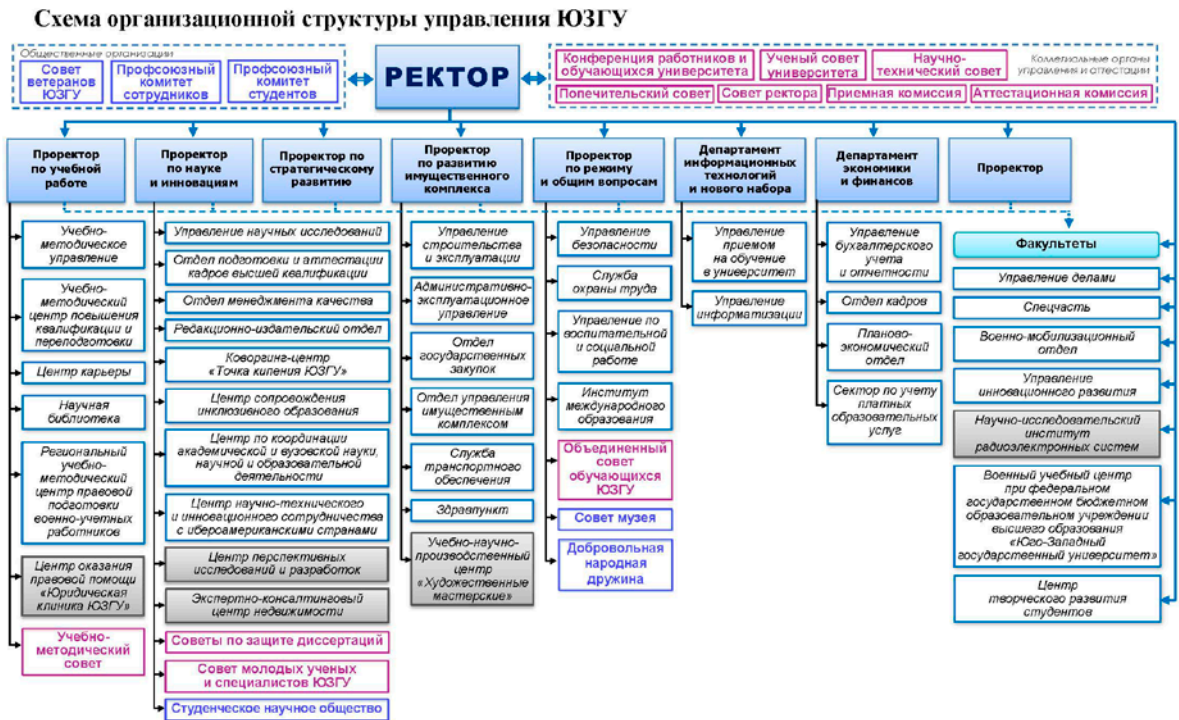 Схема организационной структуры управления ЮЗГУ
Общественные организации
Совет
ветеранов
ЮЗГУ
Профсоюзный
комитет
сотрудников
Профсоюзный
комитет
студентов
РЕКТОР
Конференция работников и
обучающихся университета
Ученый совет
университета
Научно-
технический совет
Коллегиальные органы
управления и аттестации
Попечительский совет
Совет ректора
Приемная комиссия
Аттестационная комиссия
Проректор
по учебной
работе
Проректор
по науке
и инновациям
Проректор по
стратегическому
развитию
Проректор
по развитию
имущественного
комплекса
Проректор
по режиму
и общим вопросам
Департамент
информационных
технологий
и нового набора
Департамент
экономики
и финансов
Проректор
Учебно-
методическое
управление
Учебно-
методический
центр повышения
квалификации и
переподготовки
Центр карьеры
Научная
библиотека
Региональный
учебно-
методический
центр правовой
подготовки
военно-учетных
работников
Центр оказания
правовой помощи
«Юридическая
клиника ЮЗГУ»
Учебно-
методический
совет
Управление научных исследований
Отдел подготовки и аттестации
кадров высшей квалификации
Отдел менеджмента качества
Редакционно-издательский отдел
Коворгинг-центр
«Точка кипения ЮЗГУ»
Центр сопровождения
инклюзивного образования
Центр по координации
академической и вузовской науки,
научной и образовательной
деятельности
Центр научно-технического
и инновационного сотрудничества
с ибероамериканскими странами
Центр перспективных
исследований и разработок
Экспертно-консалтинговый
центр недвижимости
Советы по защите диссертаций
Совет молодых ученых
и специалистов ЮЗГУ
Студенческое научное общество
Управление
строительства
и эксплуатации
Административно-
эксплуатационное
управление
Отдел
государственных
закупок
Отдел управления
имущественным
комплексом
Служба
транспортного
обеспечения
Здравпункт
Учебно-научно-
производственный
центр
«Художественные
мастерские»
Управление
безопасности
Служба
охраны труда
Управление по
воспитательной
и социальной
работе
Институт
международного
образования
Объединенный
совет
обучающихся
ЮЗГУ
Совет музея
Добровольная
народная
дружина
Управление
приемом
на обучение
в университет
Управление
информатизации
Управление
бухгалтерского
учета
и отчетности
Отдел кадров
Планово-
экономический
отдел
Сектор по учету
платных
образовательных
услуг
Факультеты
Управление делами
Спецчасть
Военно-мобилизационный
отдел
Управление
инновационного развития
Научно-исследовательский
институт
радиоэлектронных систем
Военный учебный центр
при федеральном
государственном бюджетном
образовательном учреждении
высшего образования
«Юго-Западный
государственный университет»
Центр
творческого развития
студентов